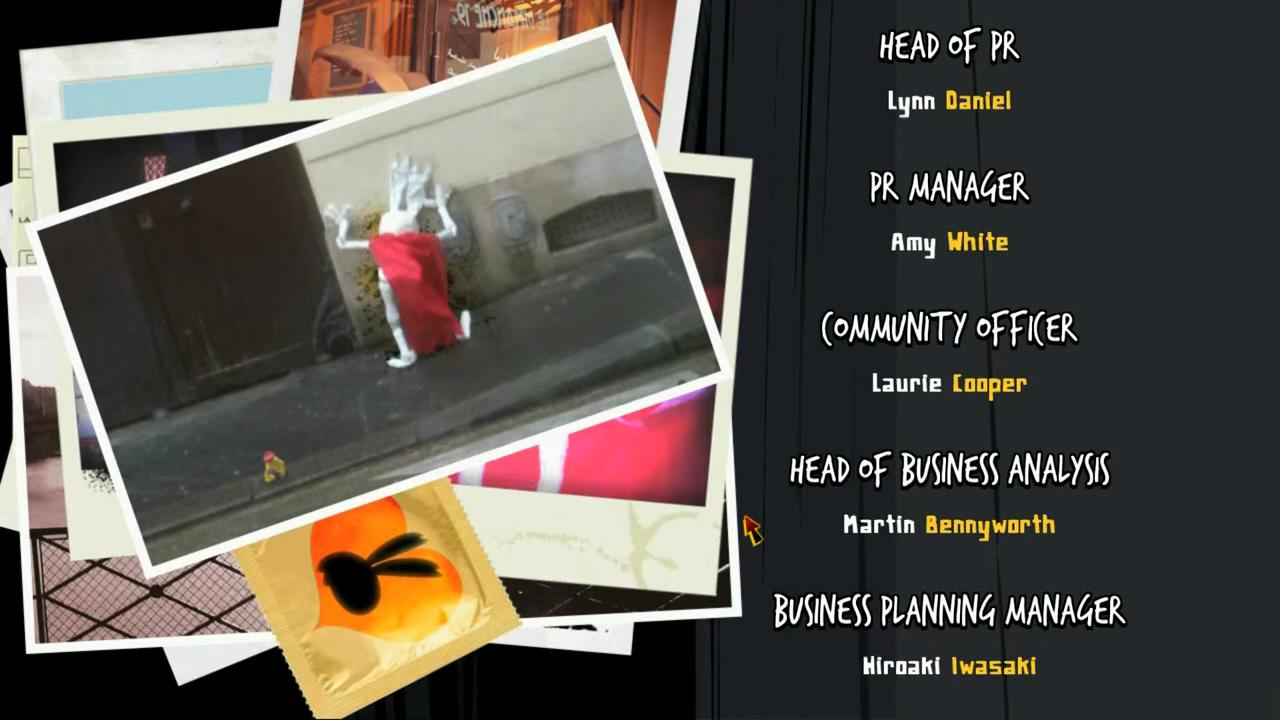 HEAD OF PR
Lynn Daniel
PR MANAGER
Amy White
COMMUNITY OFFICER
Laurie Cooper
HEAD OF BUSINESS ANALYSIS
Martin Bennyworth
BUSINESS PLANNING MANAGER
Hiroaki Iwasaki